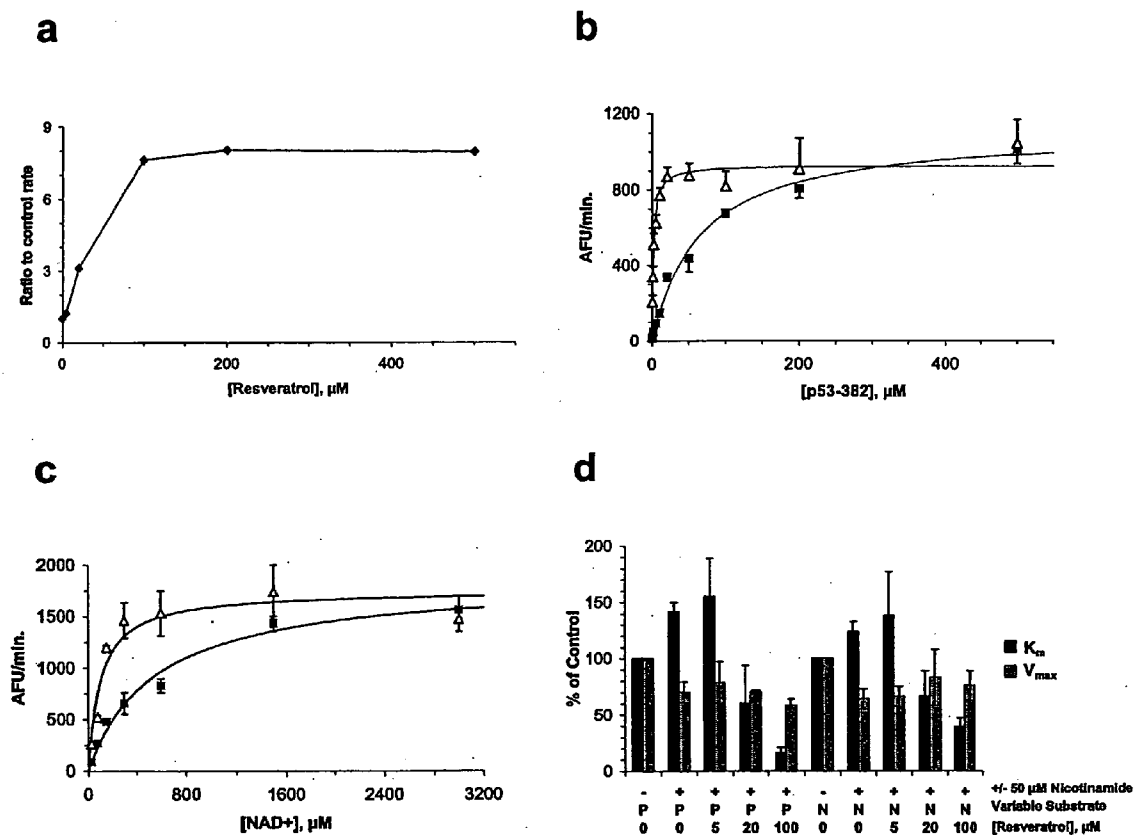 a
9
6
3
0
Ratio to control rate
0
200
400
[Resveratrol], µM
b
1200
800
400
0
AFU/min.
0
200
400
[p53-382], µM
c
2000
1500
1000
500
0
AFU/min.
0
800
1600
2400
3200
[NAD+], µM
d
200
150
100
50
0
% of Control
Km
Vmax
- + + + + - + + + + +/- 50 µM Nicotinamide
P P P P P N N N N N Variable Substrate
0 0 5 20 100 0 0 5 20 100 [Resveratrol], µM